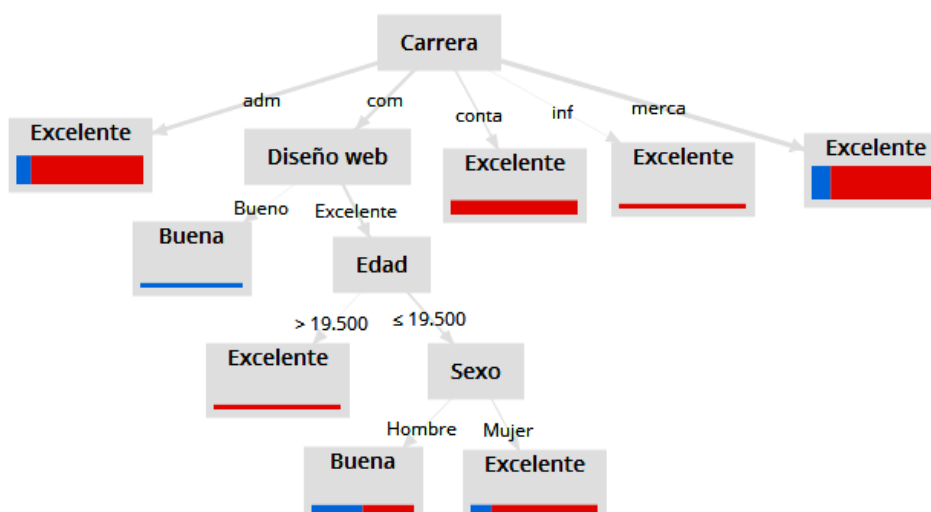 Carrera
adm
com
conta
inf
merca
Excelente
Diseño web
Excelente
Excelente
Excelente
Bueno
Excelente
Buena
Edad
> 19.500
≤ 19.500
Excelente
Sexo
Hombre
Mujer
Buena
Excelente